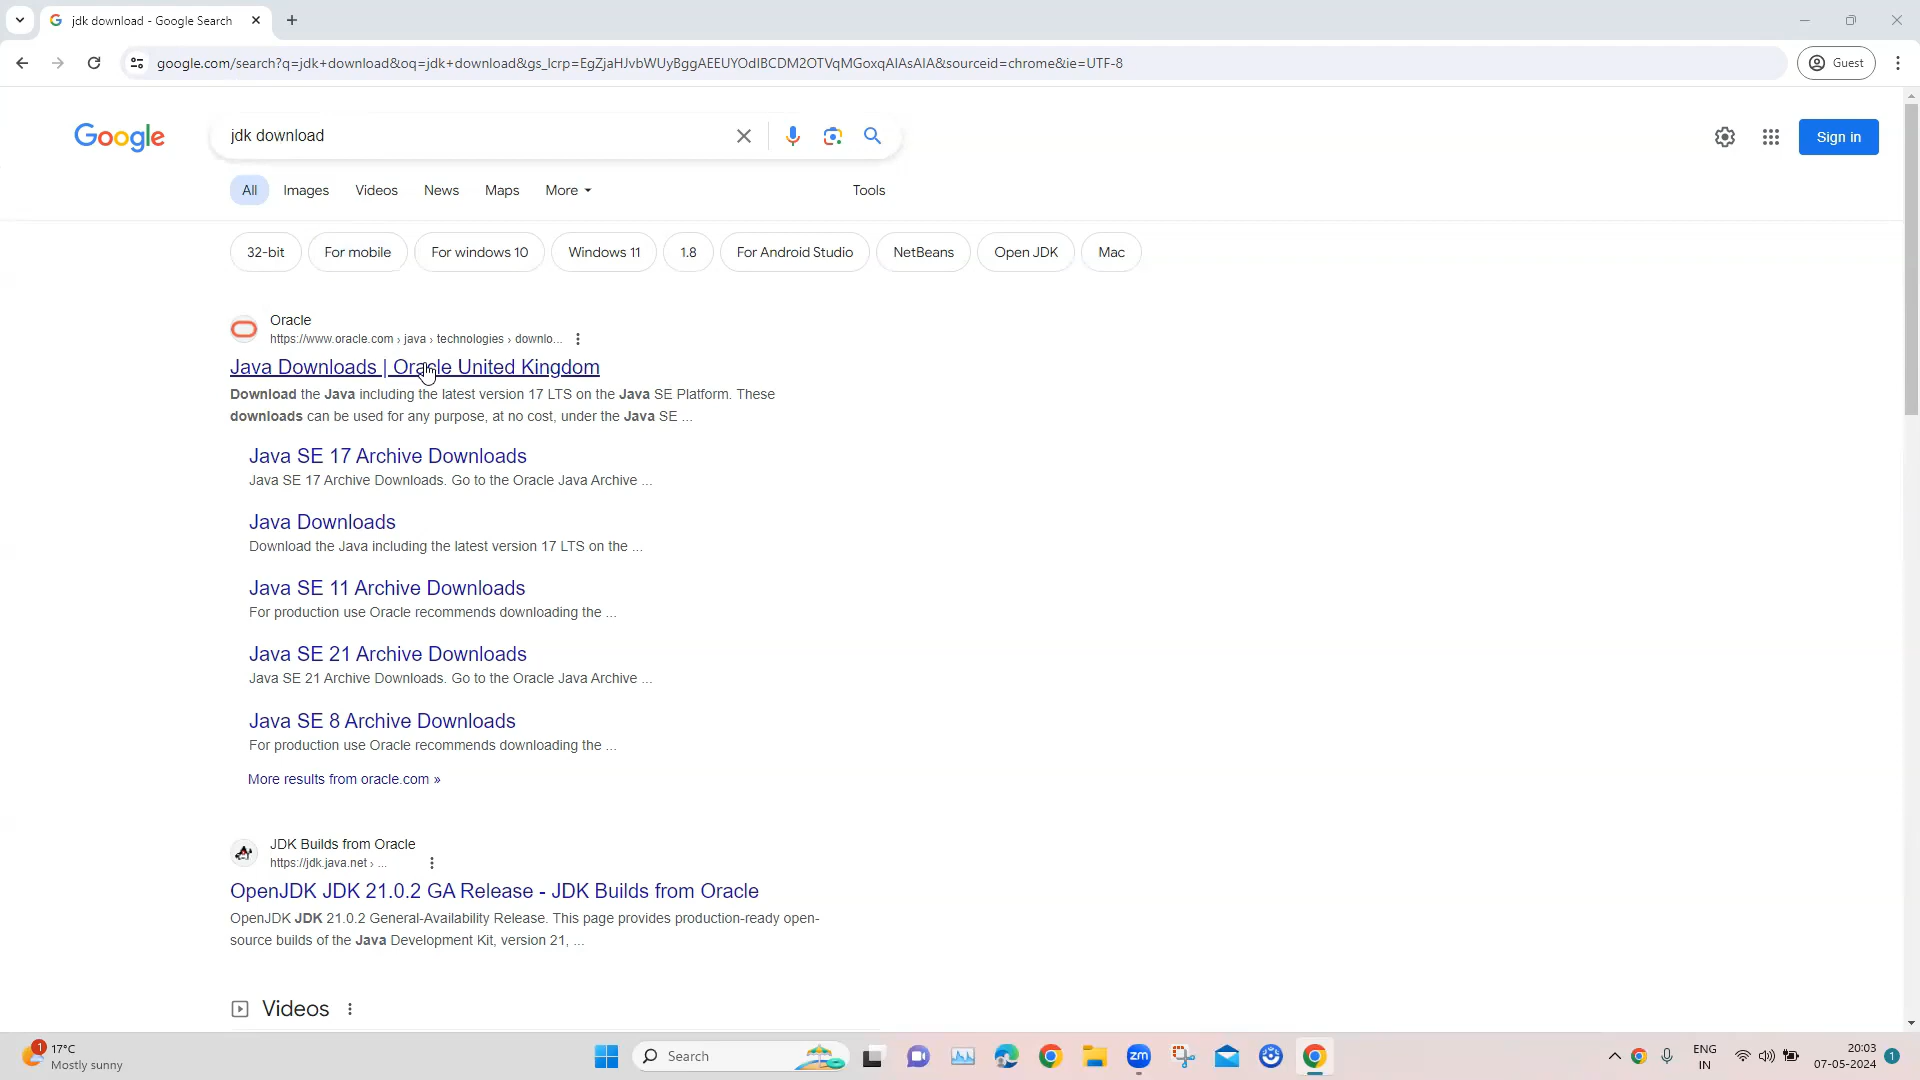 jdk download - Google Search
google.com/search?q=jdk+download&oq=jdk+download&gs_lcrp=EgZjaHJvbWUyBggAEEUYOdIBCDM2OTVqMGoxqAIAsAIA&sourceid=chrome&ie=UTF-8
Guest
Google
jdk download
Sign in
All
Images
Videos
News
Maps
More
Tools
32-bit
For mobile
For windows 10
Windows 11
1.8
For Android Studio
NetBeans
Open JDK
Mac
Oracle
https://www.oracle.com › java › technologies › downlo...
Java Downloads | Oracle United Kingdom
Download the Java including the latest version 17 LTS on the Java SE Platform. These
downloads can be used for any purpose, at no cost, under the Java SE ...
Java SE 17 Archive Downloads
Java SE 17 Archive Downloads. Go to the Oracle Java Archive ...
Java Downloads
Download the Java including the latest version 17 LTS on the ...
Java SE 11 Archive Downloads
For production use Oracle recommends downloading the ...
Java SE 21 Archive Downloads
Java SE 21 Archive Downloads. Go to the Oracle Java Archive ...
Java SE 8 Archive Downloads
For production use Oracle recommends downloading the ...
More results from oracle.com »
JDK Builds from Oracle
https://jdk.java.net › ...
OpenJDK JDK 21.0.2 GA Release - JDK Builds from Oracle
OpenJDK JDK 21.0.2 General-Availability Release. This page provides production-ready open-
source builds of the Java Development Kit, version 21, ...
Videos
1
17°C
Mostly sunny
Search
zm
ENG
IN
20:03
07-05-2024
1